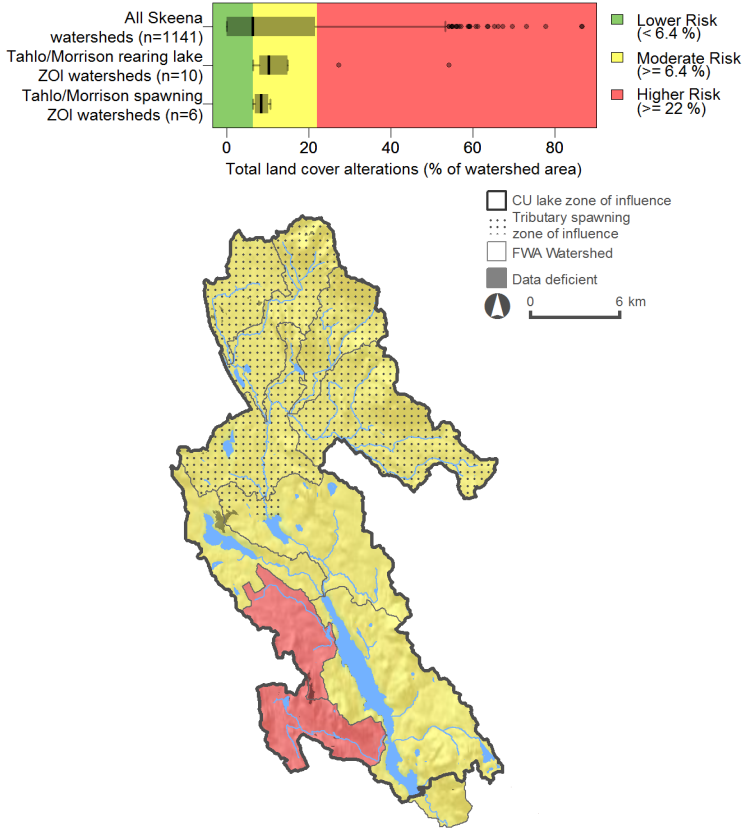 All Skeena
watersheds (n=1141)
Tahlo/Morrison rearing lake
ZOI watersheds (n=10)
Tahlo/Morrison spawning
ZOI watersheds (n=6)
Lower Risk
(< 6.4 %)
Moderate Risk
(>= 6.4 %)
Higher Risk
(>= 22 %)
0 20 40 60 80
Total land cover alterations (% of watershed area)
CU lake zone of influence
Tributary spawning
zone of influence
FWA Watershed
Data deficient
0 6 km